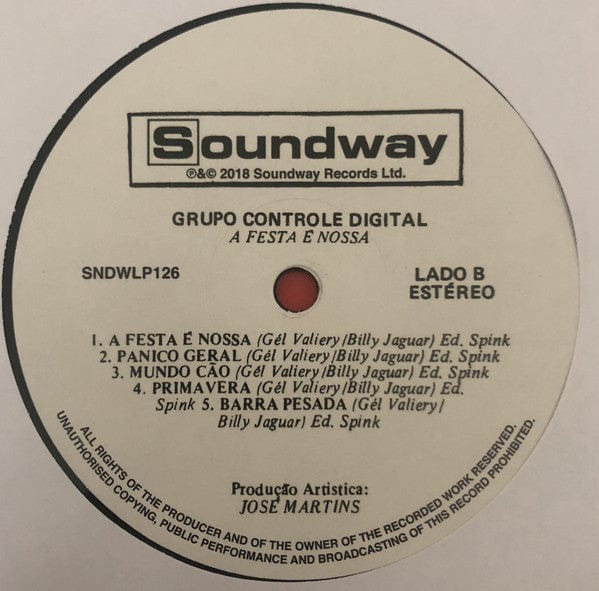 Soundway
℗&© 2018 Soundway Records Ltd.
GRUPO CONTROLE DIGITAL
A FESTA É NOSSA
SNDWLP126
LADO B
ESTÉREO
1. A FESTA É NOSSA (Gél Valiery/Billy Jaguar) Ed. Spink
2. PANICO GERAL (Gél Valiery/Billy Jaguar) Ed. Spink
3. MUNDO CÃO (Gél Valiery/Billy Jaguar) Ed. Spink
4. PRIMAVERA (Gél Valiery/Billy Jaguar) Ed.
Spink 5. BARRA PESADA (Gél Valiery/
Billy Jaguar) Ed. Spink
Produção Artistica:
JOSÉ MARTINS
ALL RIGHTS OF THE PRODUCER AND OF THE OWNER OF THE RECORDED WORK RESERVED.
UNAUTHORISED COPYING, PUBLIC PERFORMANCE AND BROADCASTING OF THIS RECORD PROHIBITED.